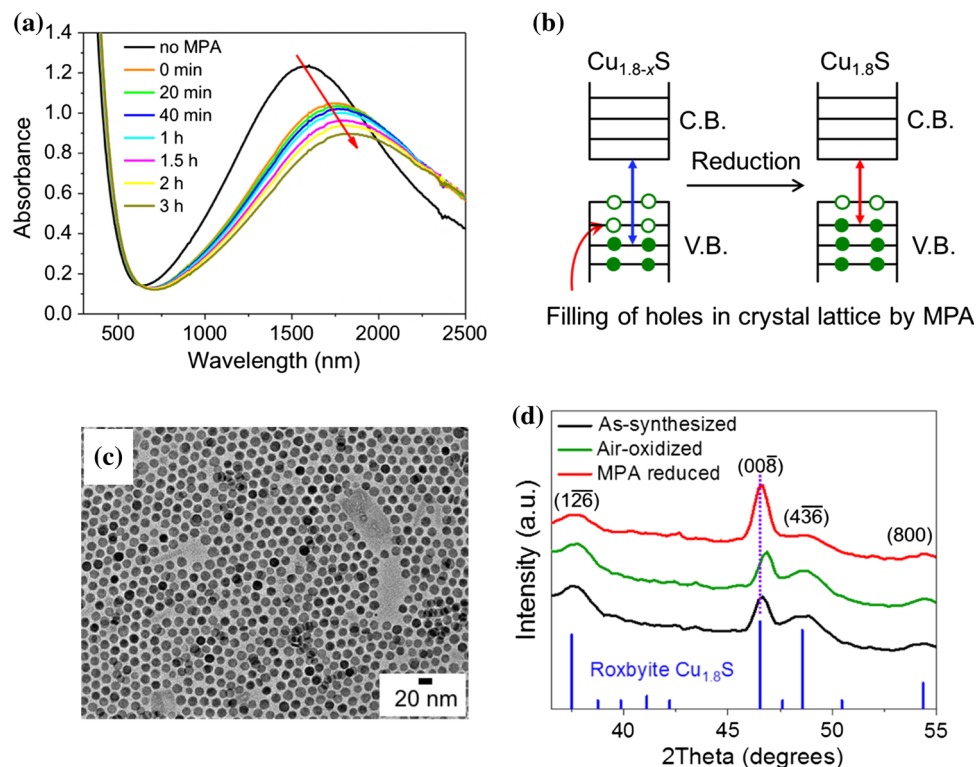 (a)
Absorbance
1.4
1.2
1.0
0.8
0.6
0.4
0.2
0.0
no MPA
0 min
20 min
40 min
1 h
1.5 h
2 h
3 h
500 1000 1500 2000 2500
Wavelength (nm)
(b)
Cu1.8-xS Cu1.8S
C.B. C.B.
Reduction
V.B. V.B.
Filling of holes in crystal lattice by MPA
(c)
20 nm
(d)
Intensity (a.u.)
As-synthesized
Air-oxidized
MPA reduced
(12̅6̅)
(008̅)
(43̅6̅)
(800)
Roxbyite Cu1.8S
40 45 50 55
2Theta (degrees)